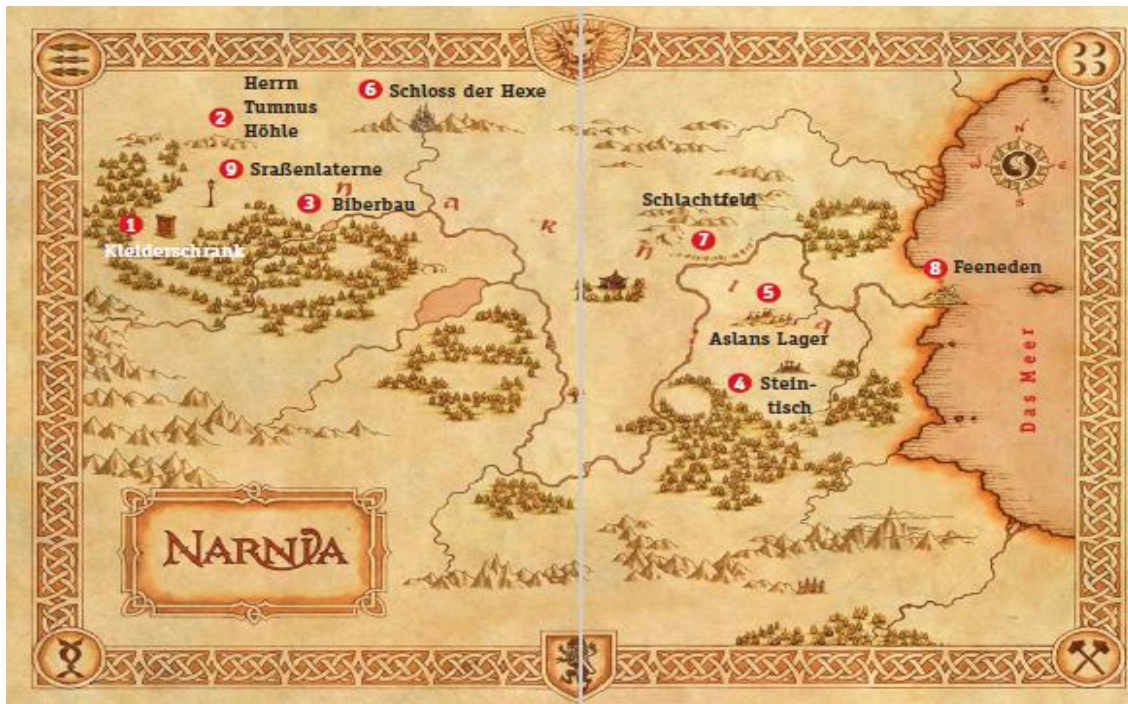 6 Schloss der Hexe
2 Herrn
Tumnus
Höhle
9 Sraßenlaterne
3 Biberbau
1
Kleiderschrank
n a r n i a
Schlachtfeld
7
8 Feeneden
5
Aslans Lager
4 Stein-
tisch
Das Meer
N
W E
S
NARNIA